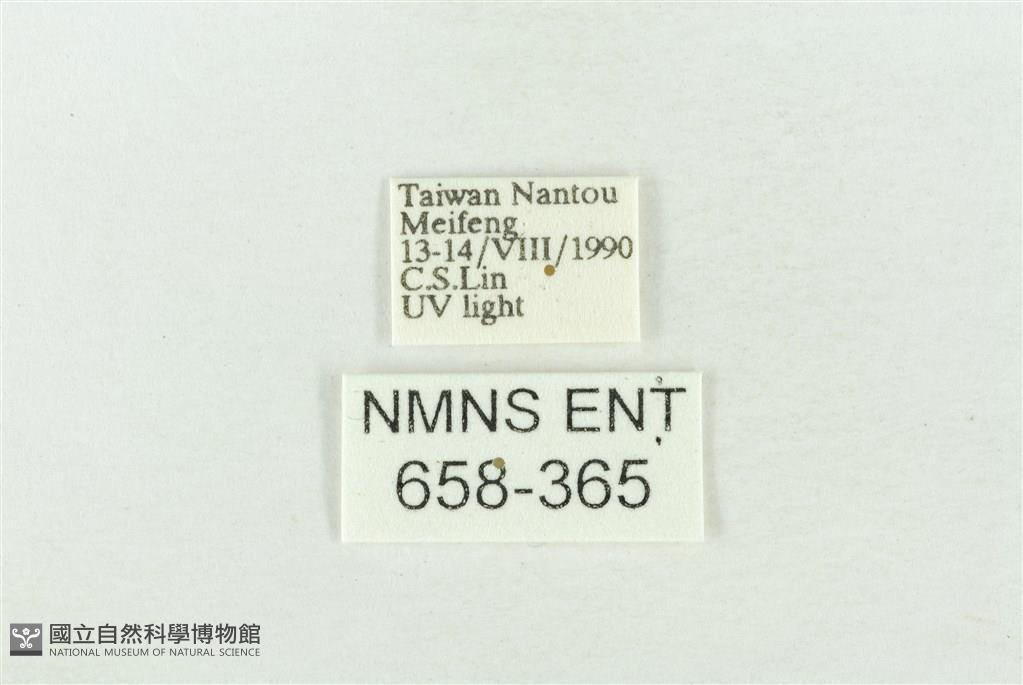 Taiwan Nantou
Meifeng
13-14/VIII/1990
C.S.Lin
UV light
NMNS ENT
658-365
國立自然科學博物館
NATIONAL MUSEUM OF NATURAL SCIENCE